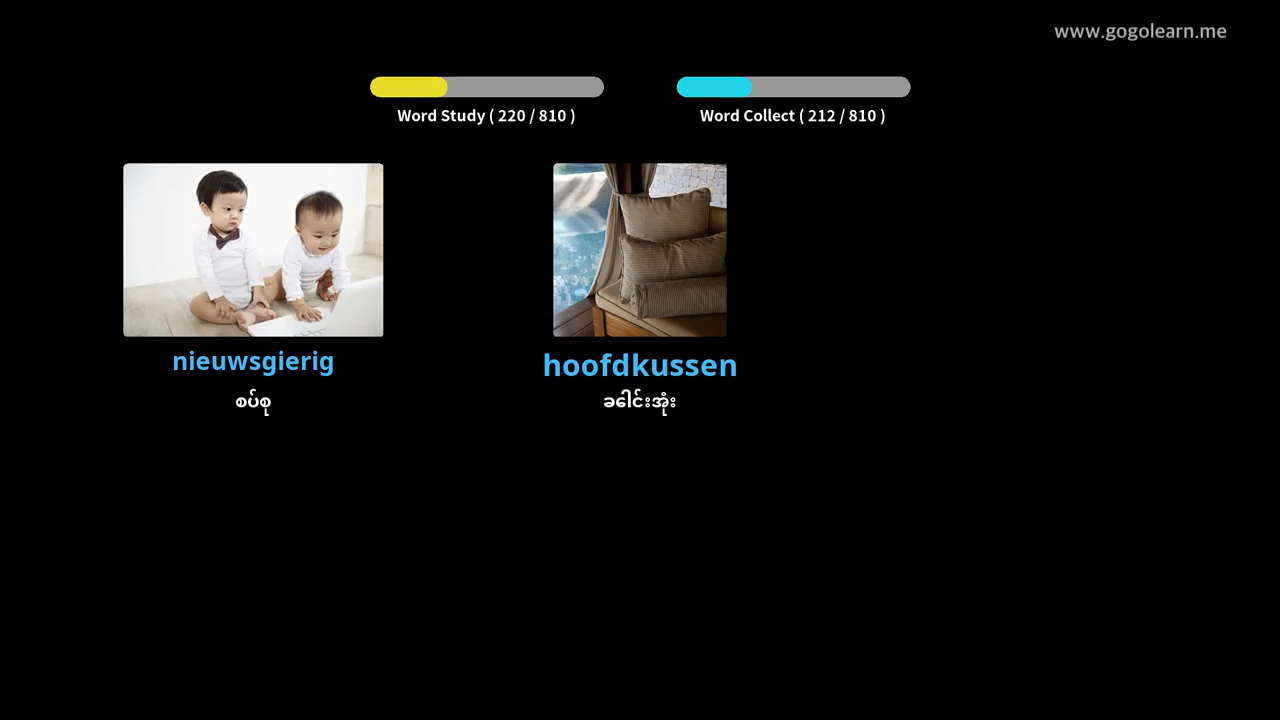 www.gogolearn.me
Word Study ( 220 / 810 )
Word Collect ( 212 / 810 )
nieuwsgierig
စပ်စု
hoofdkussen
ခေါင်းအုံး